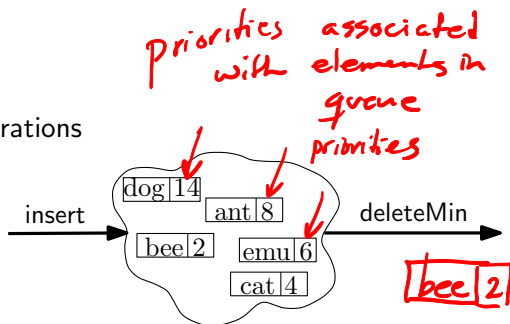 priorities associated
with elements in
queue
priorities
rations
dog 14
ant 8
insert
deleteMin
bee 2
emu 6
cat 4
bee 2